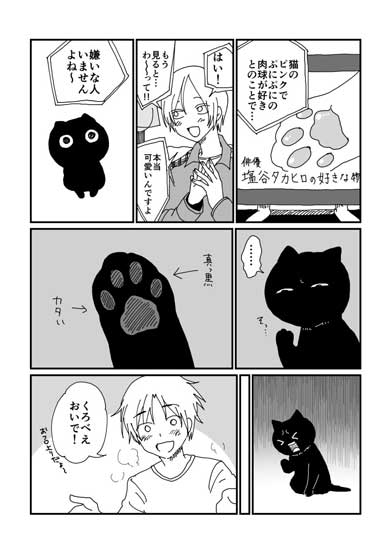 猫の
ピンクで
ぷにぷにの
肉球が好き
とのことで…
俳優
塩谷タカヒロの好きな物
はい！
もう
見ると…
わ〜って!!
本当
可愛いんですよ
嫌いな人
いません
よね〜
………
そっ…
真っ黒
カタい
くろべえ
おいで！